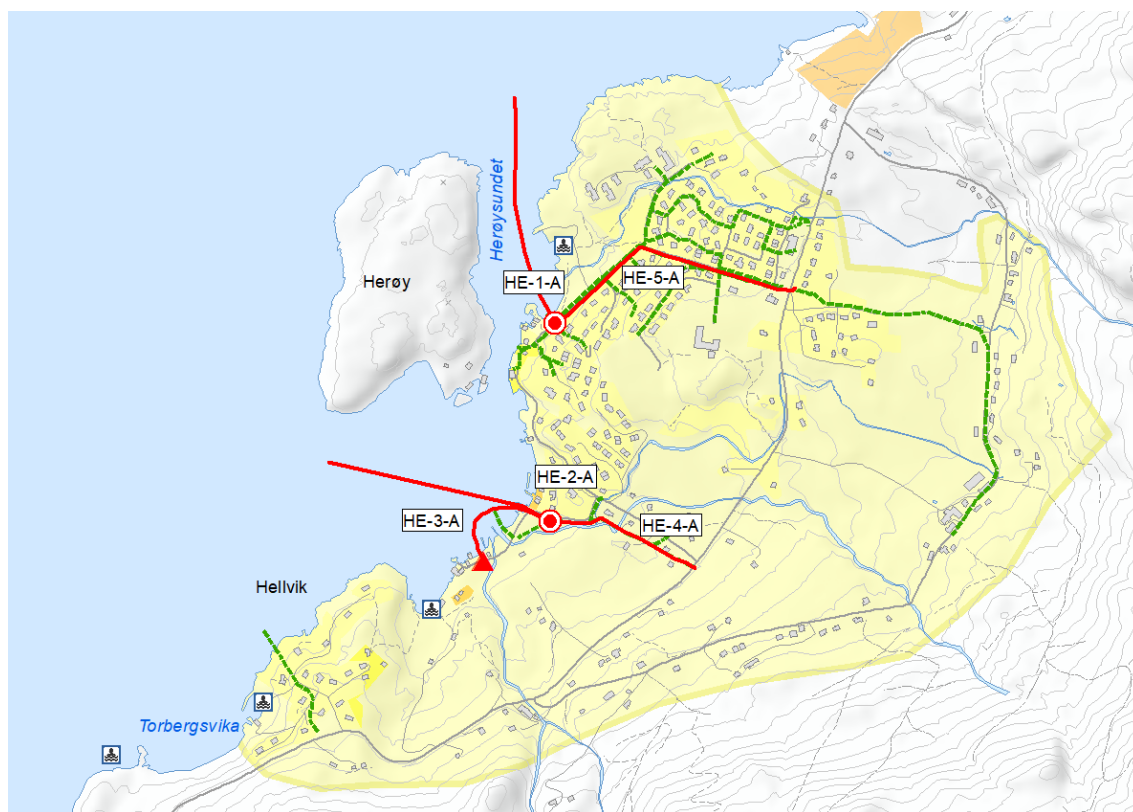 Herøysundet
HE-1-A
HE-5-A
Herøy
HE-2-A
HE-3-A
HE-4-A
Hellvik
Torbergsvika